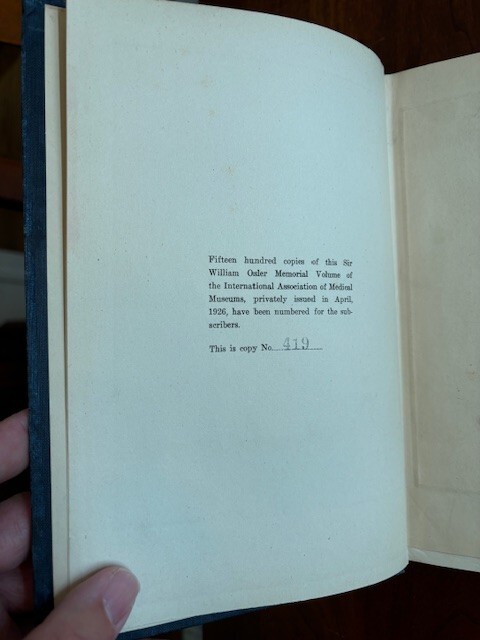 Fifteen hundred copies of this Sir
William Osler Memorial Volume of
the International Association of Medical
Museums, privately issued in April,
1926, have been numbered for the sub-
scribers.
This is copy No. 419